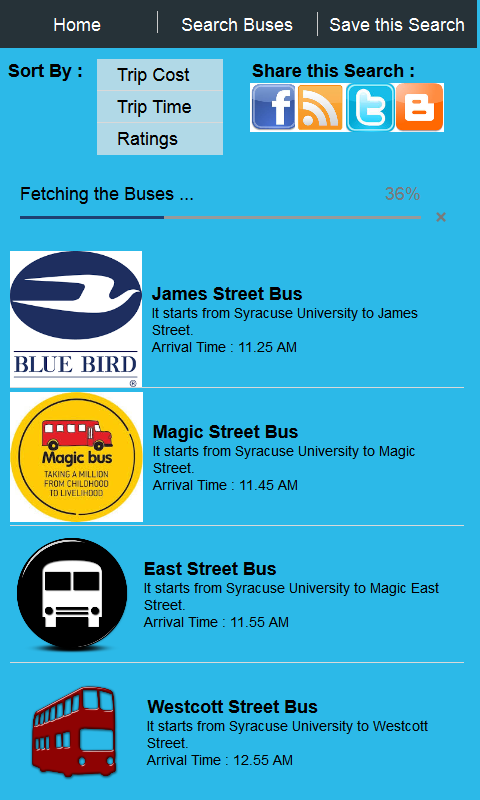 Home Search Buses Save this Search
Sort By : Share this Search :
Trip Cost
Trip Time
Ratings
Fetching the Buses ... 36%
BLUE BIRD
®
James Street Bus
It starts from Syracuse University to James
Street.
Arrival Time : 11.25 AM
Magic bus
TAKING A MILLION
FROM CHILDHOOD
TO LIVELIHOOD
Magic Street Bus
It starts from Syracuse University to Magic
Street.
Arrival Time : 11.45 AM
East Street Bus
It starts from Syracuse University to Magic East
Street.
Arrival Time : 11.55 AM
Westcott Street Bus
It starts from Syracuse University to Westcott
Street.
Arrival Time : 12.55 AM